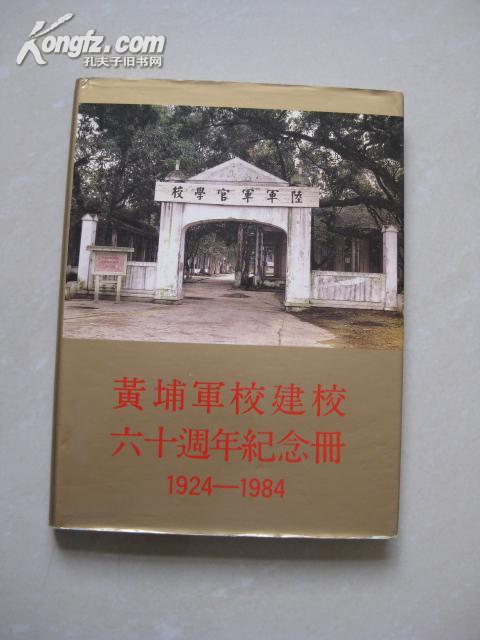 Kongfz.com
孔夫子旧书网
校學官軍軍陸
黃埔軍校建校
六十週年紀念冊
1924—1984